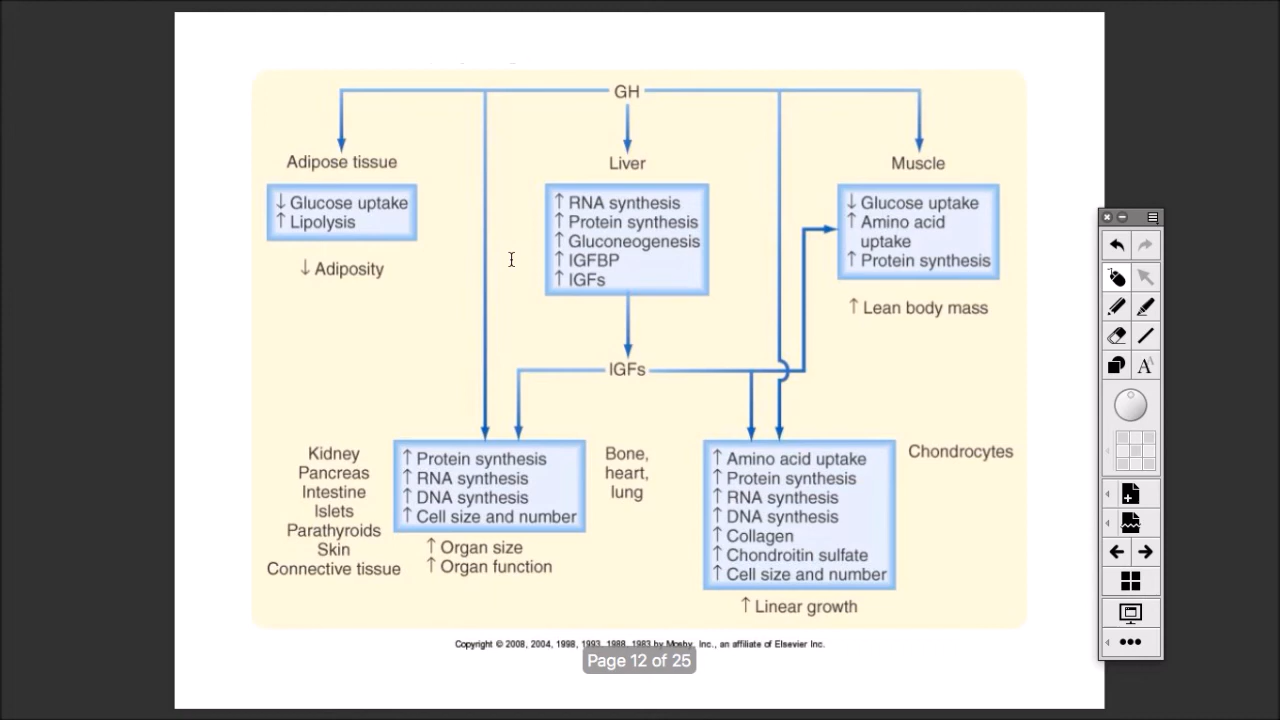 GH
Adipose tissue
↓ Glucose uptake
↑ Lipolysis
↓ Adiposity
Liver
↑ RNA synthesis
↑ Protein synthesis
↑ Gluconeogenesis
↑ IGFBP
↑ IGFs
Muscle
↓ Glucose uptake
↑ Amino acid
uptake
↑ Protein synthesis
↑ Lean body mass
IGFs
Kidney
Pancreas
Intestine
Islets
Parathyroids
Skin
Connective tissue
↑ Protein synthesis
↑ RNA synthesis
↑ DNA synthesis
↑ Cell size and number
↑ Organ size
↑ Organ function
Bone,
heart,
lung
↑ Amino acid uptake
↑ Protein synthesis
↑ RNA synthesis
↑ DNA synthesis
↑ Collagen
↑ Chondroitin sulfate
↑ Cell size and number
↑ Linear growth
Chondrocytes
Copyright © 2008, 2004, 1998, 1993, 1988, 1983 by Mosby, Inc., an affiliate of Elsevier Inc.
Page 12 of 25
A